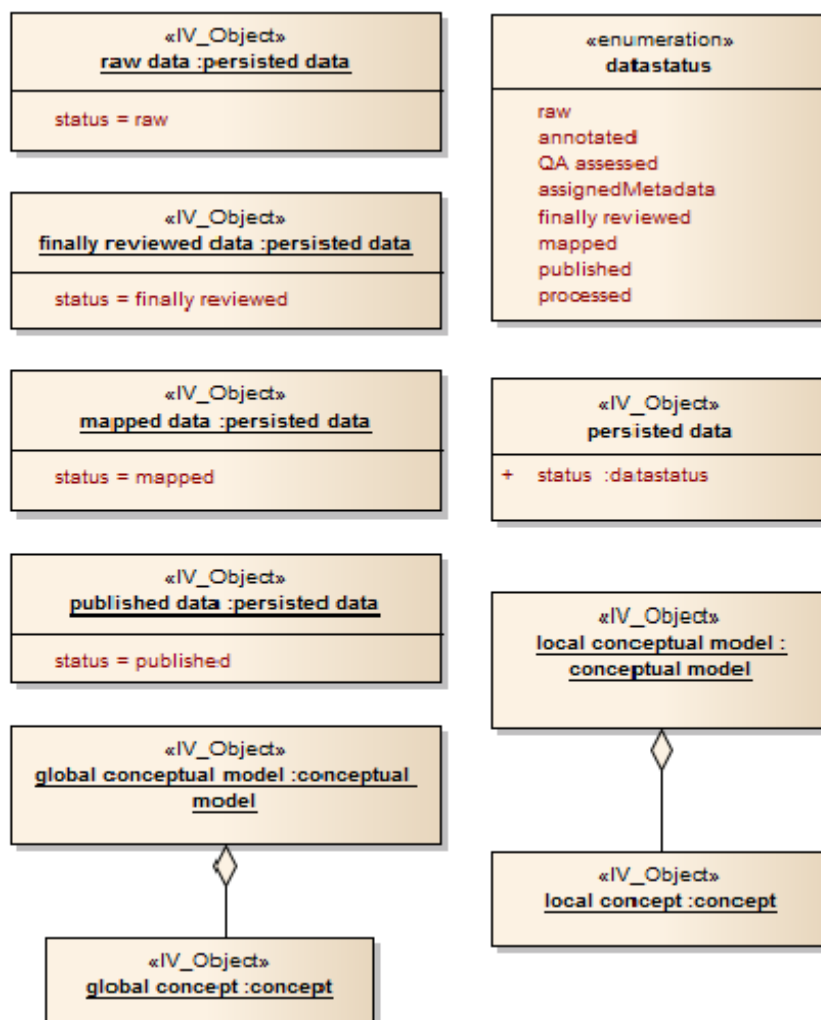 «IV_Object»
raw data :persisted data
status = raw
«IV_Object»
finally reviewed data :persisted data
status = finally reviewed
«IV_Object»
mapped data :persisted data
status = mapped
«IV_Object»
published data :persisted data
status = published
«IV_Object»
global conceptual model :conceptual
model
«IV_Object»
global concept :concept
«enumeration»
datastatus
raw
annotated
QA assessed
assignedMetadata
finally reviewed
mapped
published
processed
«IV_Object»
persisted data
+ status :datastatus
«IV_Object»
local conceptual model :
conceptual model
«IV_Object»
local concept :concept